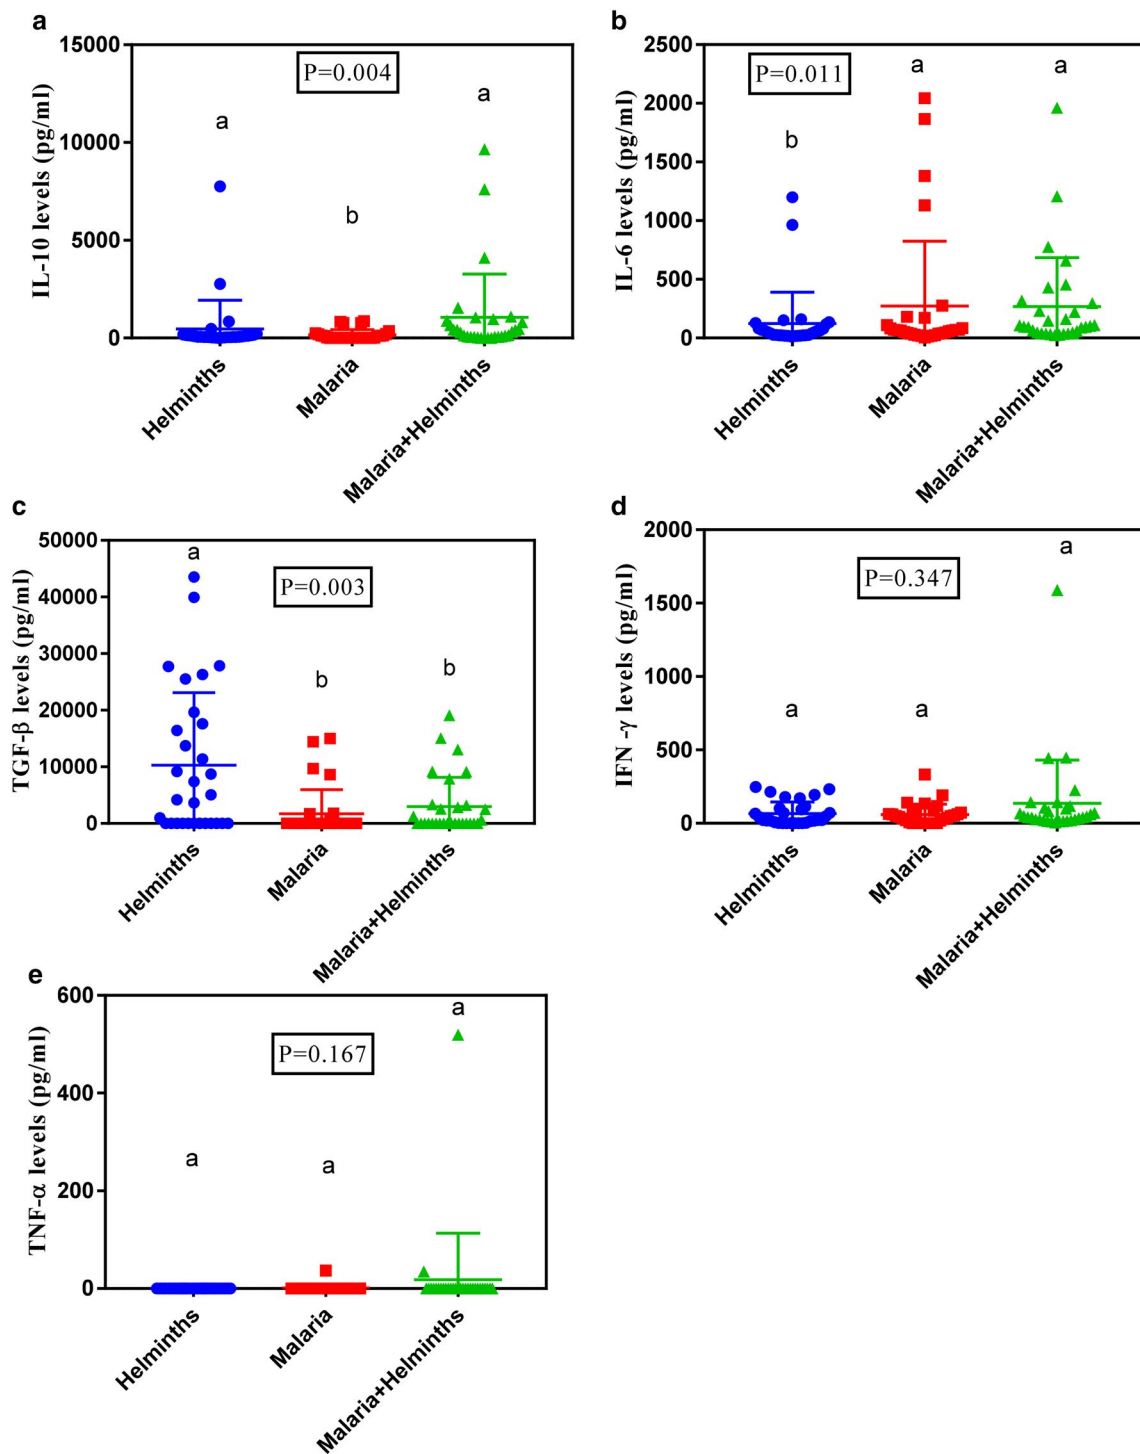 a
15000
10000
5000
0
IL-10 levels (pg/ml)
P=0.004
a
b
a
Helminths
Malaria
Malaria+Helminths
b
2500
2000
1500
1000
500
0
IL-6 levels (pg/ml)
P=0.011
b
a
a
Helminths
Malaria
Malaria+Helminths
c
50000
40000
30000
20000
10000
0
TGF-β levels (pg/ml)
P=0.003
a
b
b
Helminths
Malaria
Malaria+Helminths
d
2000
1500
1000
500
0
IFN -γ levels (pg/ml)
P=0.347
a
a
a
Helminths
Malaria
Malaria+Helminths
e
600
400
200
0
TNF-α levels (pg/ml)
P=0.167
a
a
a
Helminths
Malaria
Malaria+Helminths